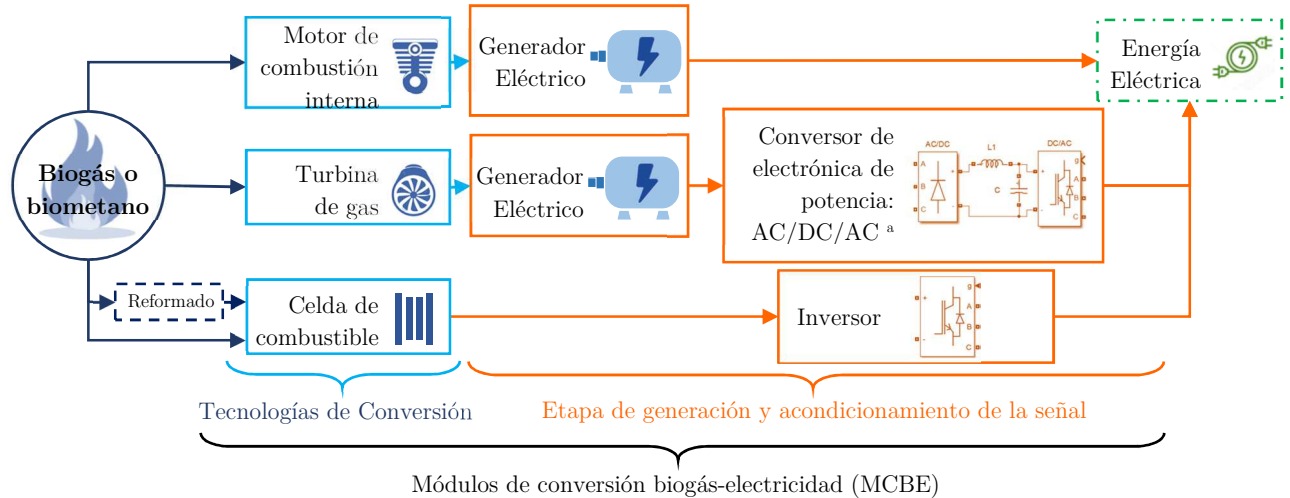 Motor de
combustión
interna
Generador
Eléctrico
Energía
Eléctrica
Biogás o
biometano
Turbina
de gas
Generador
Eléctrico
Conversor de
electrónica de
potencia:
AC/DC/AC ᵃ
AC/DC
A
B
C
+
-
L1
C
DC/AC
+
-
g
A
B
C
Reformado
Celda de
combustible
Inversor
+
-
g
A
B
C
Tecnologías de Conversión
Etapa de generación y acondicionamiento de la señal
Módulos de conversión biogás-electricidad (MCBE)